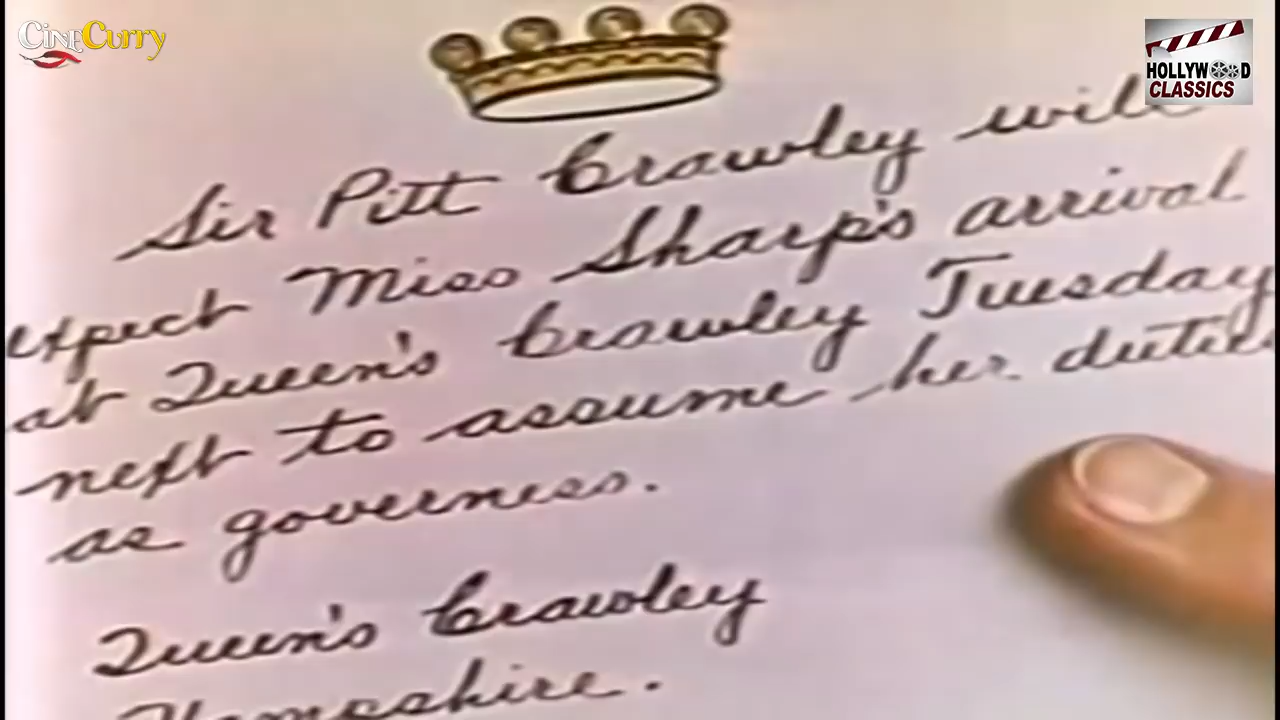 CineCurry
HOLLYWOOD
CLASSICS
Sir Pitt Crawley will
expect Miss Sharp's arrival
at Queen's Crawley Tuesday
next to assume her duties
as governess.
Queen's Crawley
Hampshire.